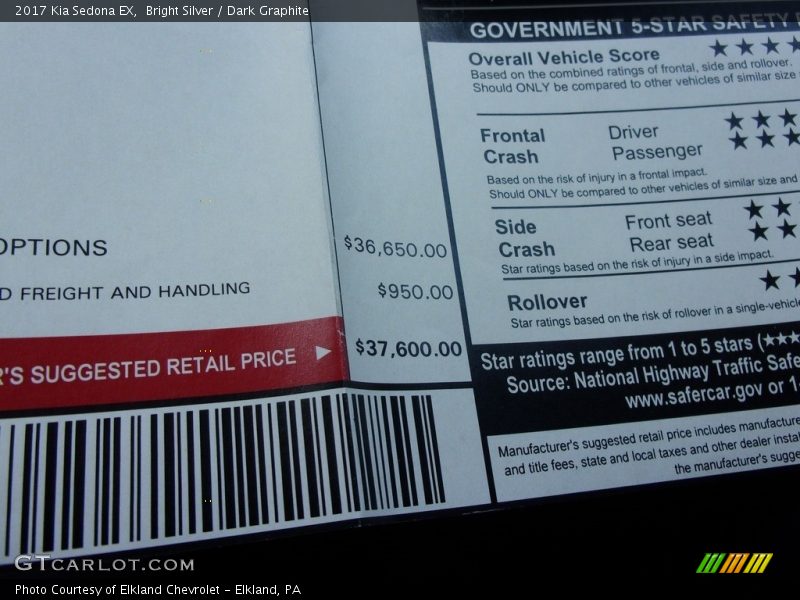 2017 Kia Sedona EX, Bright Silver / Dark Graphite
OPTIONS
$36,650.00
D FREIGHT AND HANDLING
$950.00
R'S SUGGESTED RETAIL PRICE
$37,600.00
GOVERNMENT 5-STAR SAFETY
Overall Vehicle Score
Based on the combined ratings of frontal, side and rollover.
Should ONLY be compared to other vehicles of similar size
Frontal
Crash
Driver
Passenger
Based on the risk of injury in a frontal impact.
Should ONLY be compared to other vehicles of similar size and
Side
Crash
Front seat
Rear seat
Star ratings based on the risk of injury in a side impact.
Rollover
Star ratings based on the risk of rollover in a single-vehicle
Star ratings range from 1 to 5 stars (★★★
Source: National Highway Traffic Safe
www.safercar.gov or 1
Manufacturer's suggested retail price includes manufacture
and title fees, state and local taxes and other dealer instal
the manufacturer's sugge
GTCARLOT.COM
Photo Courtesy of Elkland Chevrolet - Elkland, PA